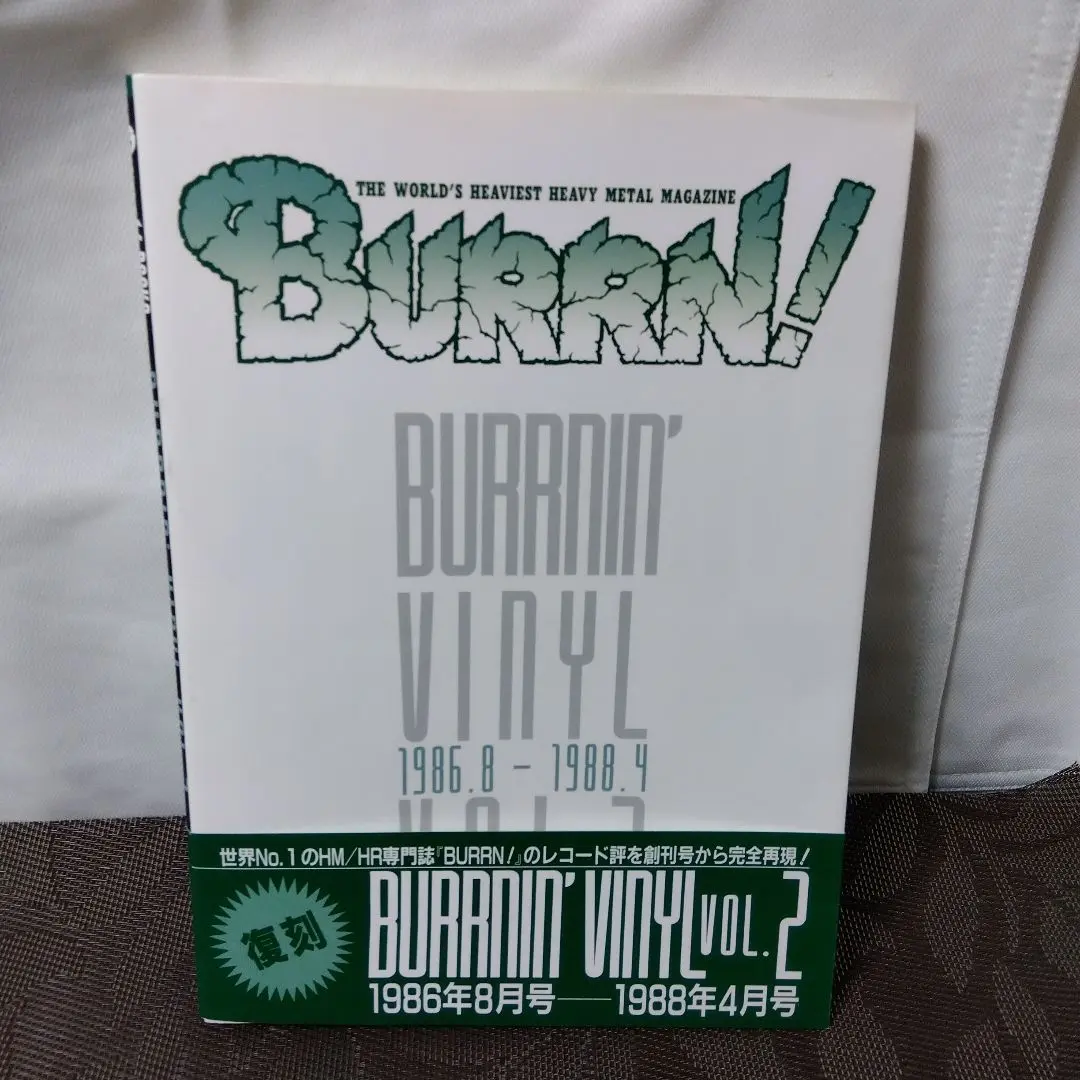 THE WORLD'S HEAVIEST HEAVY METAL MAGAZINE
BURRN!
BURRNIN'
VINYL
1986.8 - 1988.4
世界No.1のHM/HR専門誌『BURRN!』のレコード評を創刊号から完全再現!
復刻
BURRNIN' VINYL VOL.2
1986年8月号──1988年4月号